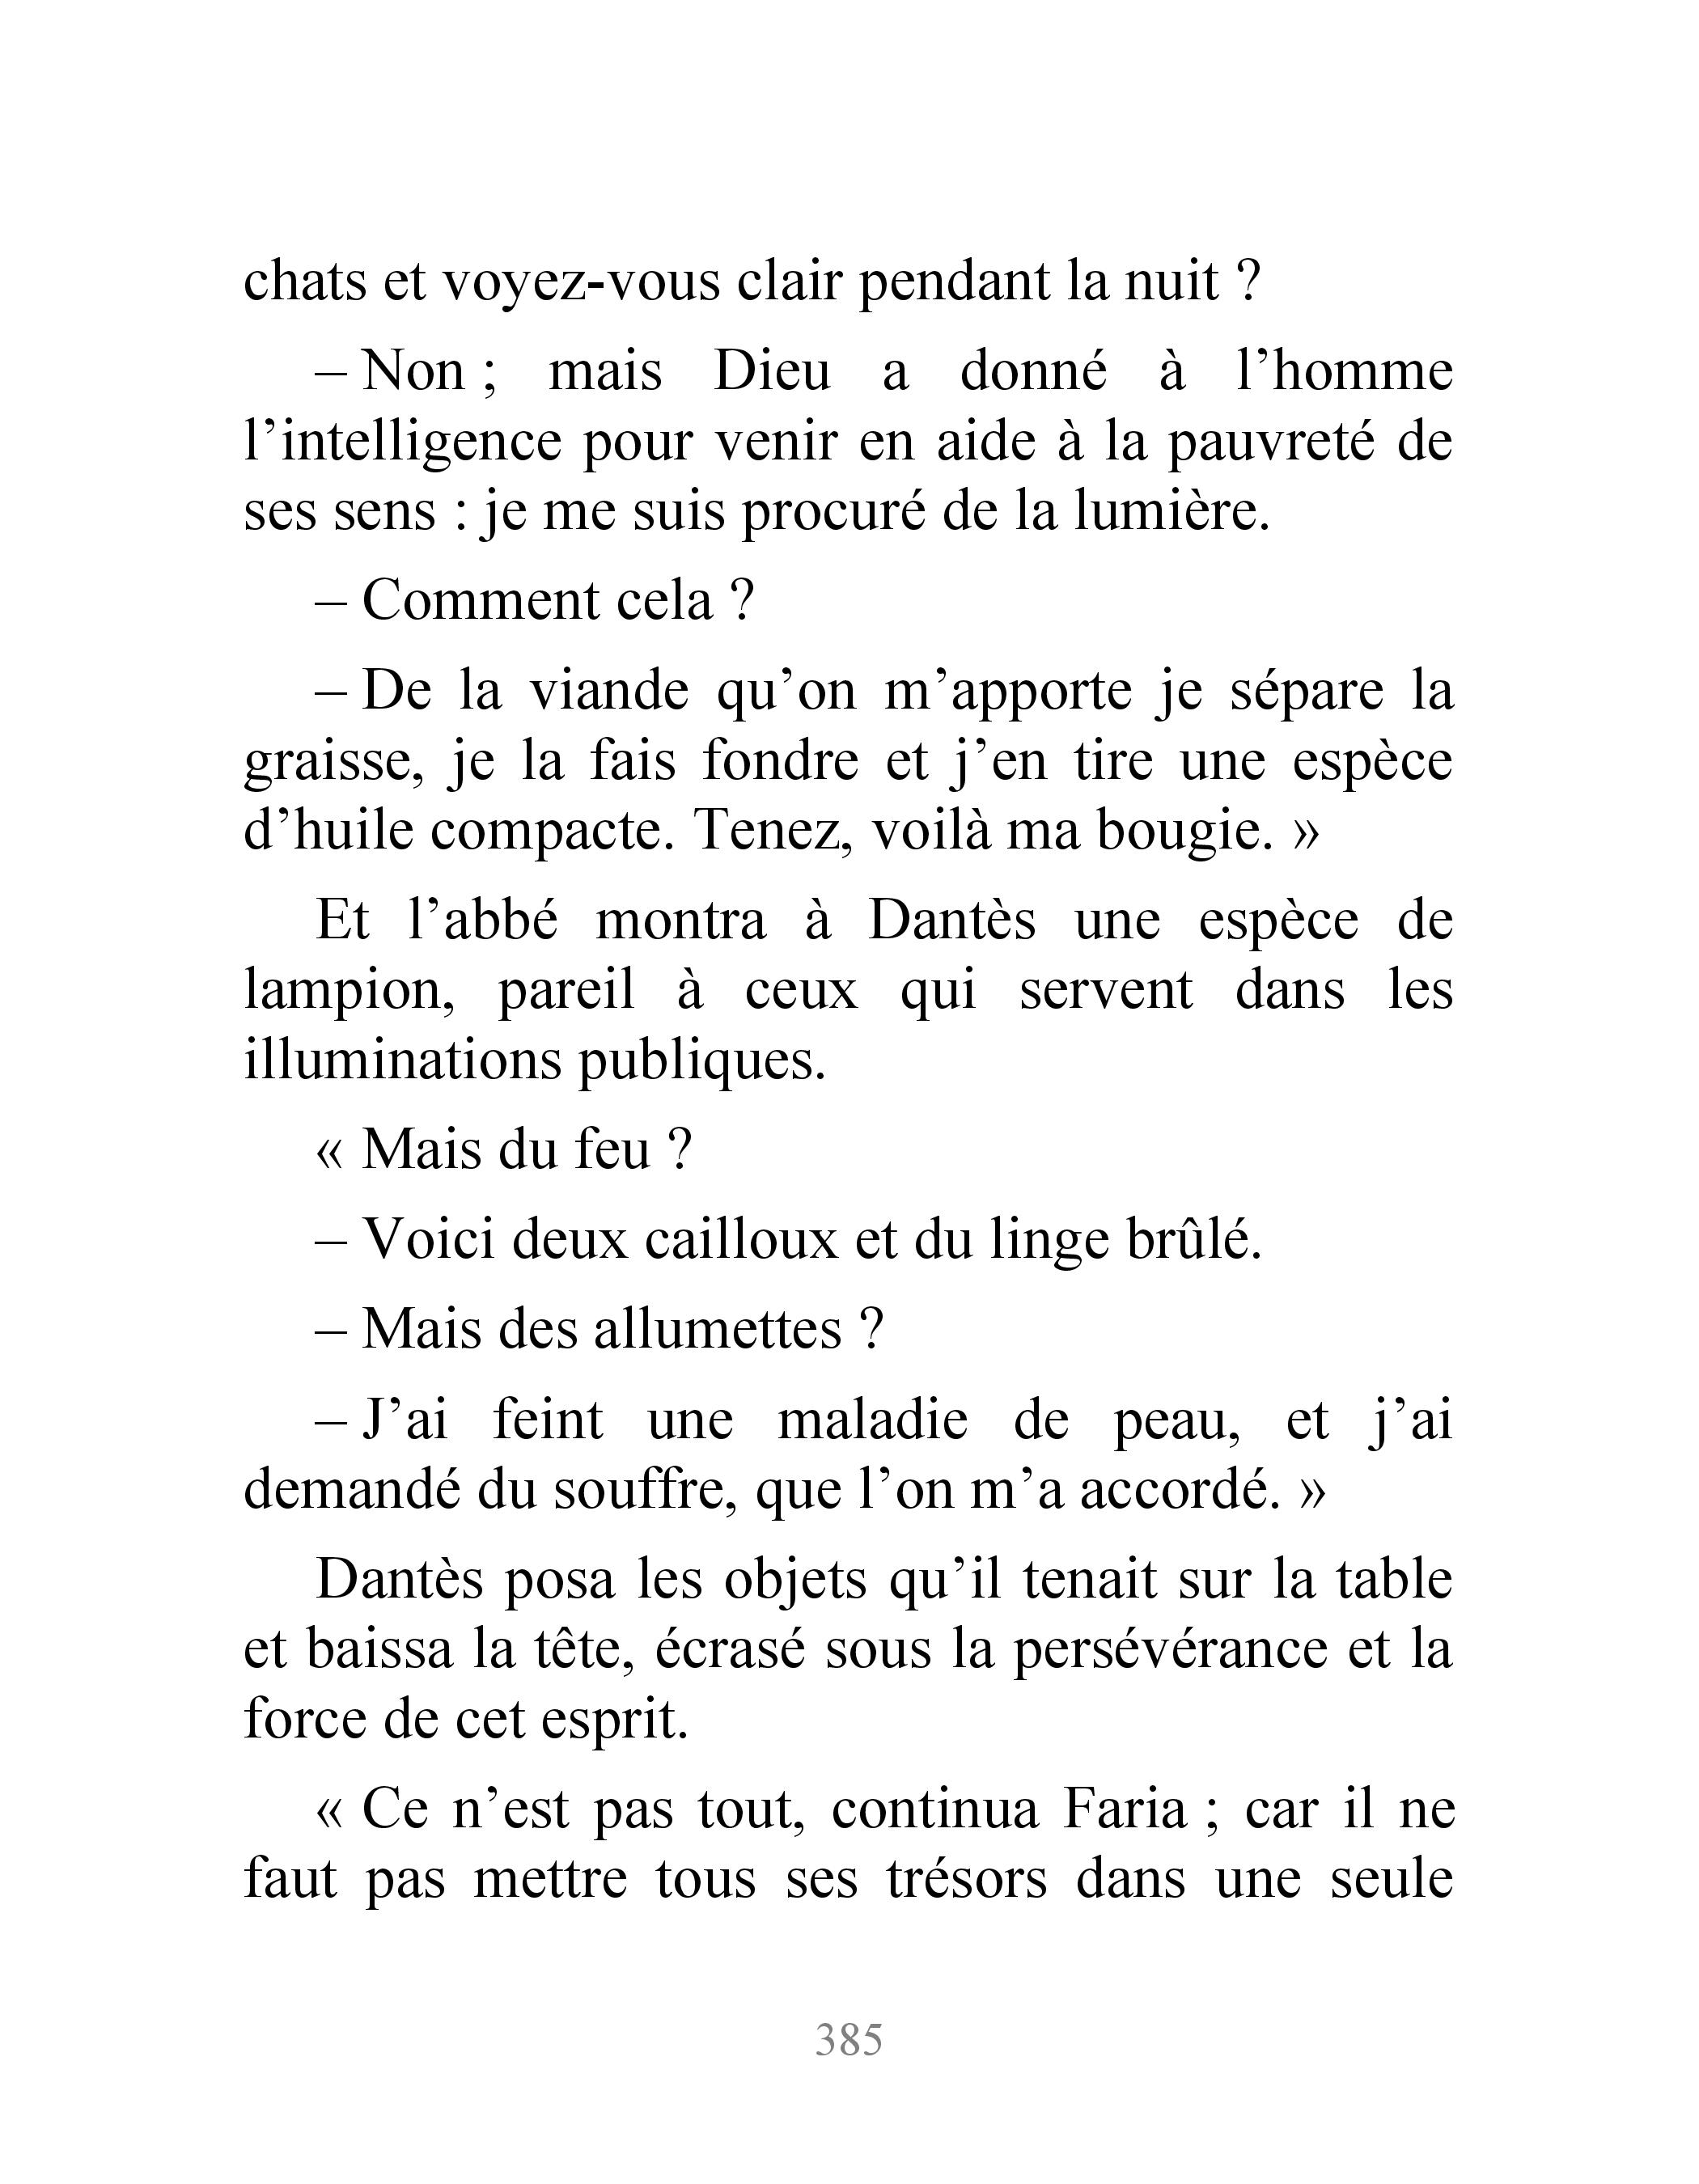 chats et voyez-vous clair pendant la nuit ?
– Non ; mais Dieu a donné à l’homme
l’intelligence pour venir en aide à la pauvreté de
ses sens : je me suis procuré de la lumière.
– Comment cela ?
– De la viande qu’on m’apporte je sépare la
graisse, je la fais fondre et j’en tire une espèce
d’huile compacte. Tenez, voilà ma bougie. »
Et l’abbé montra à Dantès une espèce de
lampion, pareil à ceux qui servent dans les
illuminations publiques.
« Mais du feu ?
– Voici deux cailloux et du linge brûlé.
– Mais des allumettes ?
– J’ai feint une maladie de peau, et j’ai
demandé du souffre, que l’on m’a accordé. »
Dantès posa les objets qu’il tenait sur la table
et baissa la tête, écrasé sous la persévérance et la
force de cet esprit.
« Ce n’est pas tout, continua Faria ; car il ne
faut pas mettre tous ses trésors dans une seule
385